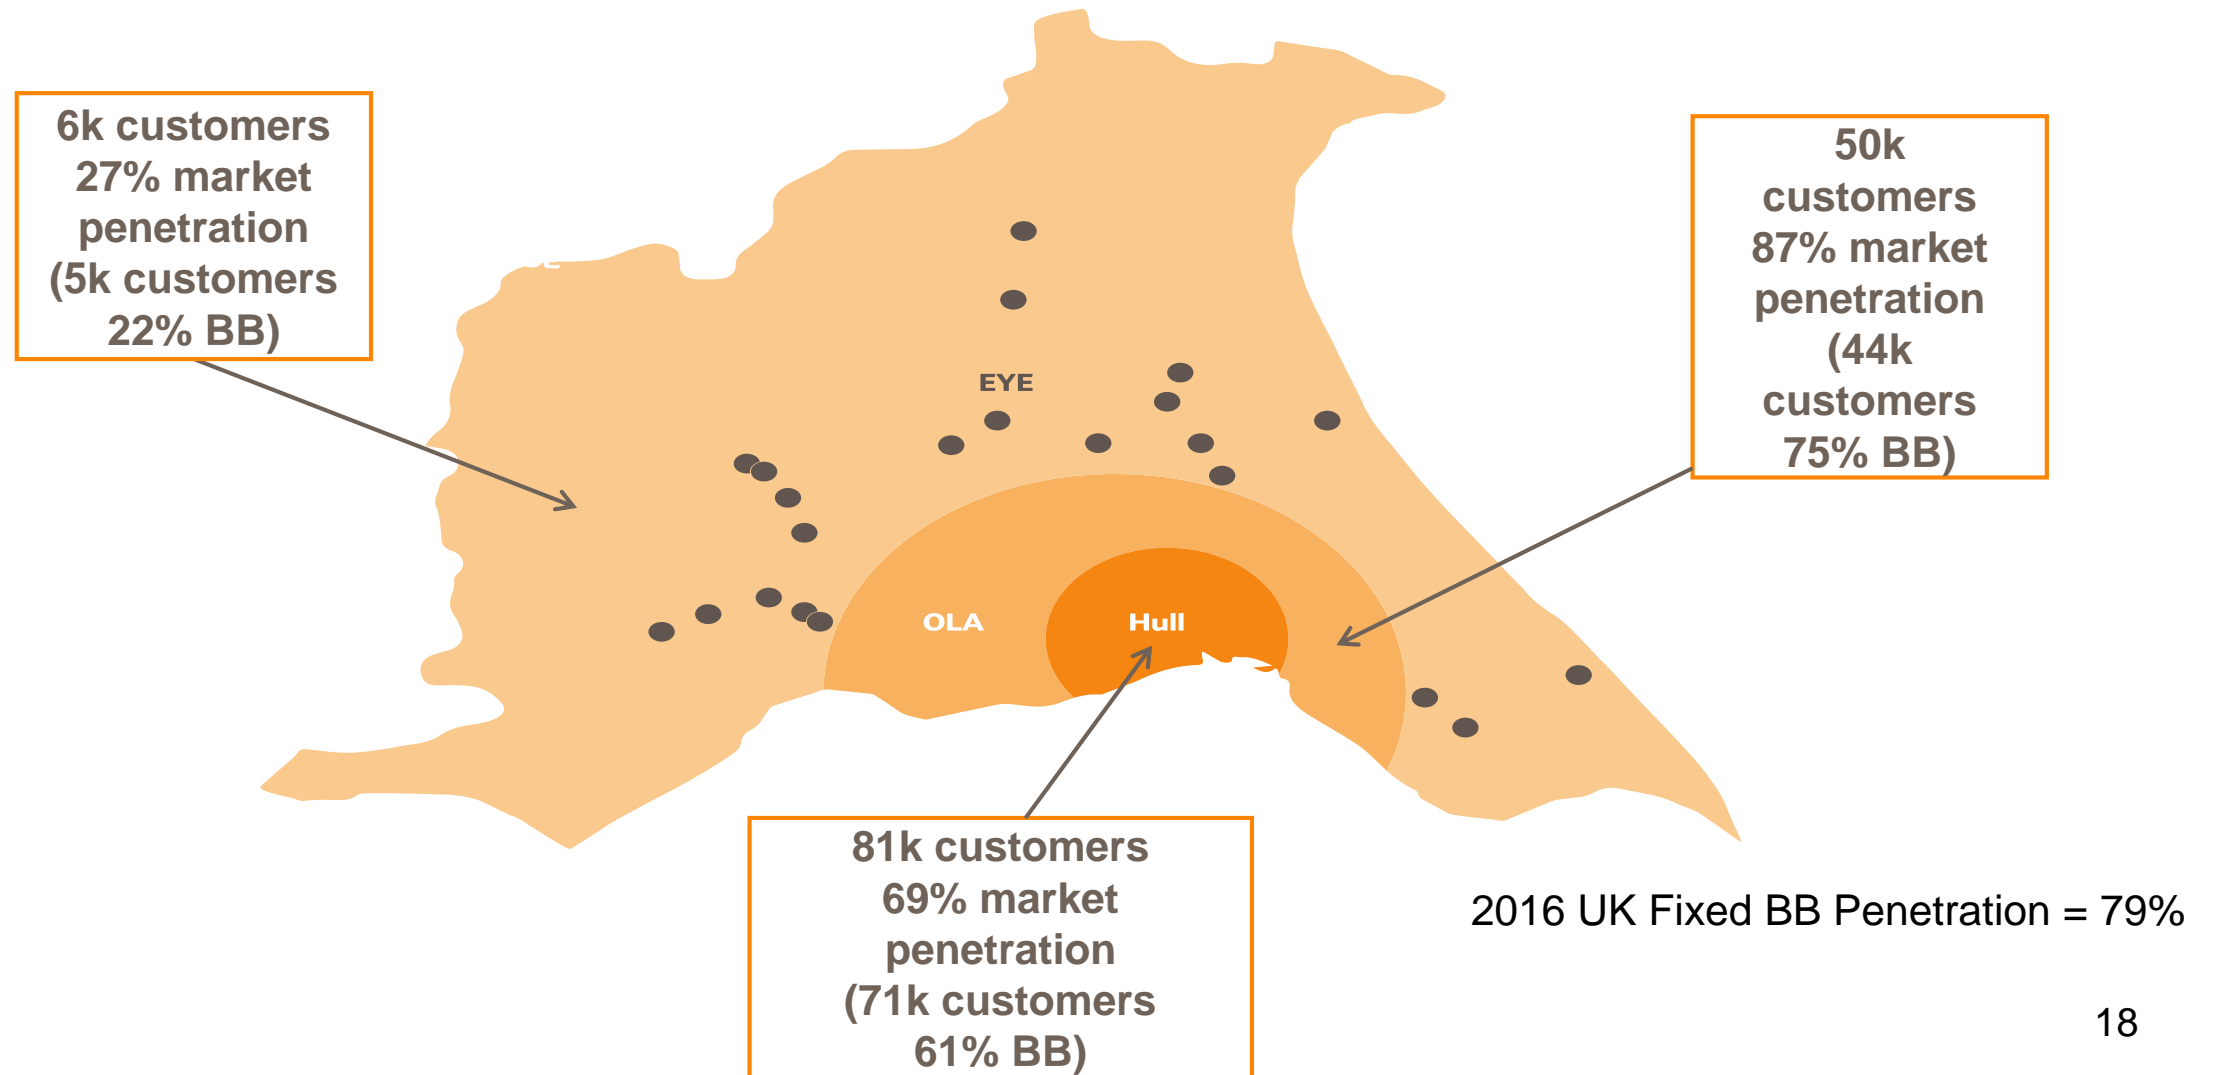 6k customers
27% market
penetration
(5k customers
22% BB)
50k
customers
87% market
penetration
(44k
customers
75% BB)
EYE
OLA
Hull
81k customers
69% market
penetration
(71k customers
61% BB)
2016 UK Fixed BB Penetration = 79%
18